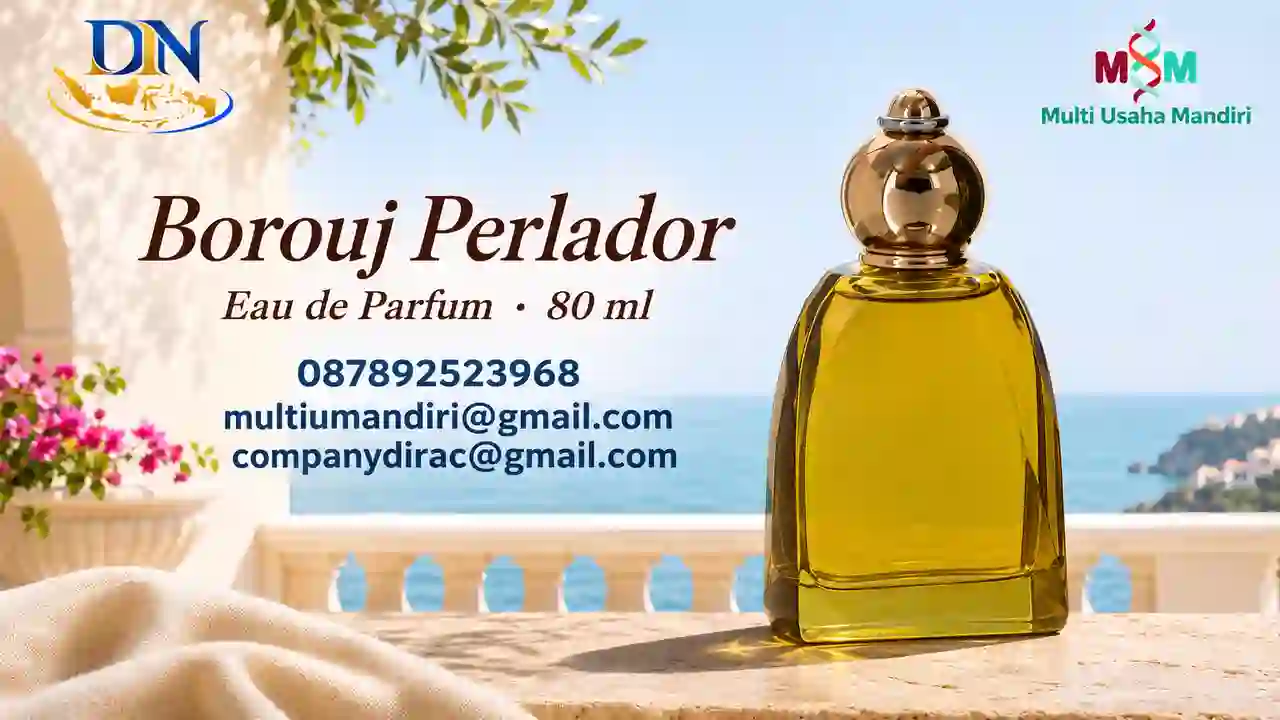 DN
MSM
Multi Usaha Mandiri
Borouj Perlador
Eau de Parfum · 80 ml
087892523968
multiumandiri@gmail.com
companydirac@gmail.com